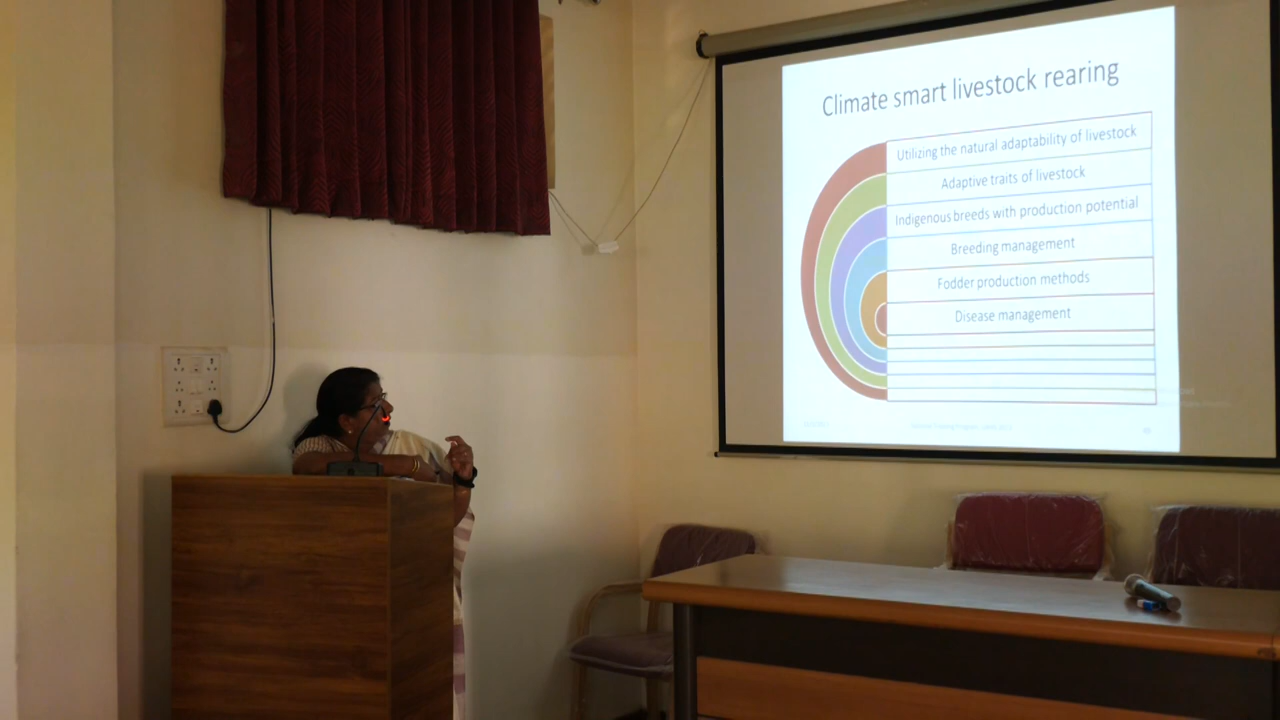 Climate smart livestock rearing
Utilizing the natural adaptability of livestock
Adaptive traits of livestock
Indigenous breeds with production potential
Breeding management
Fodder production methods
Disease management